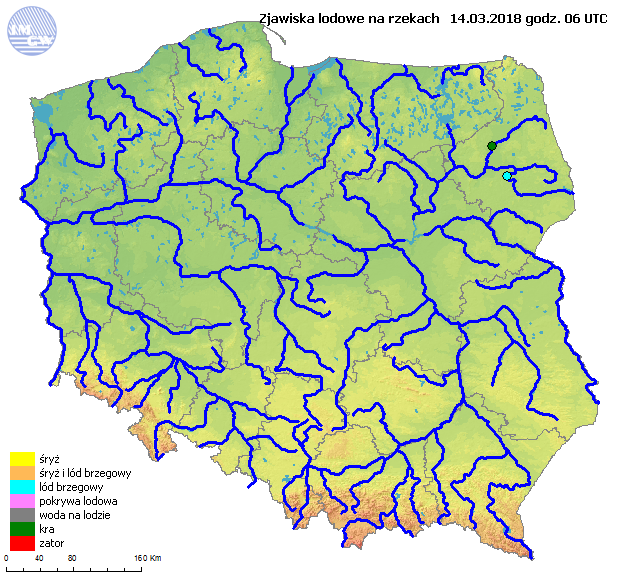 Zjawiska lodowe na rzekach 14.03.2018 godz. 06 UTC
śryż
śryż i lód brzegowy
lód brzegowy
pokrywa lodowa
woda na lodzie
kra
zator
0 40 80 160 Km